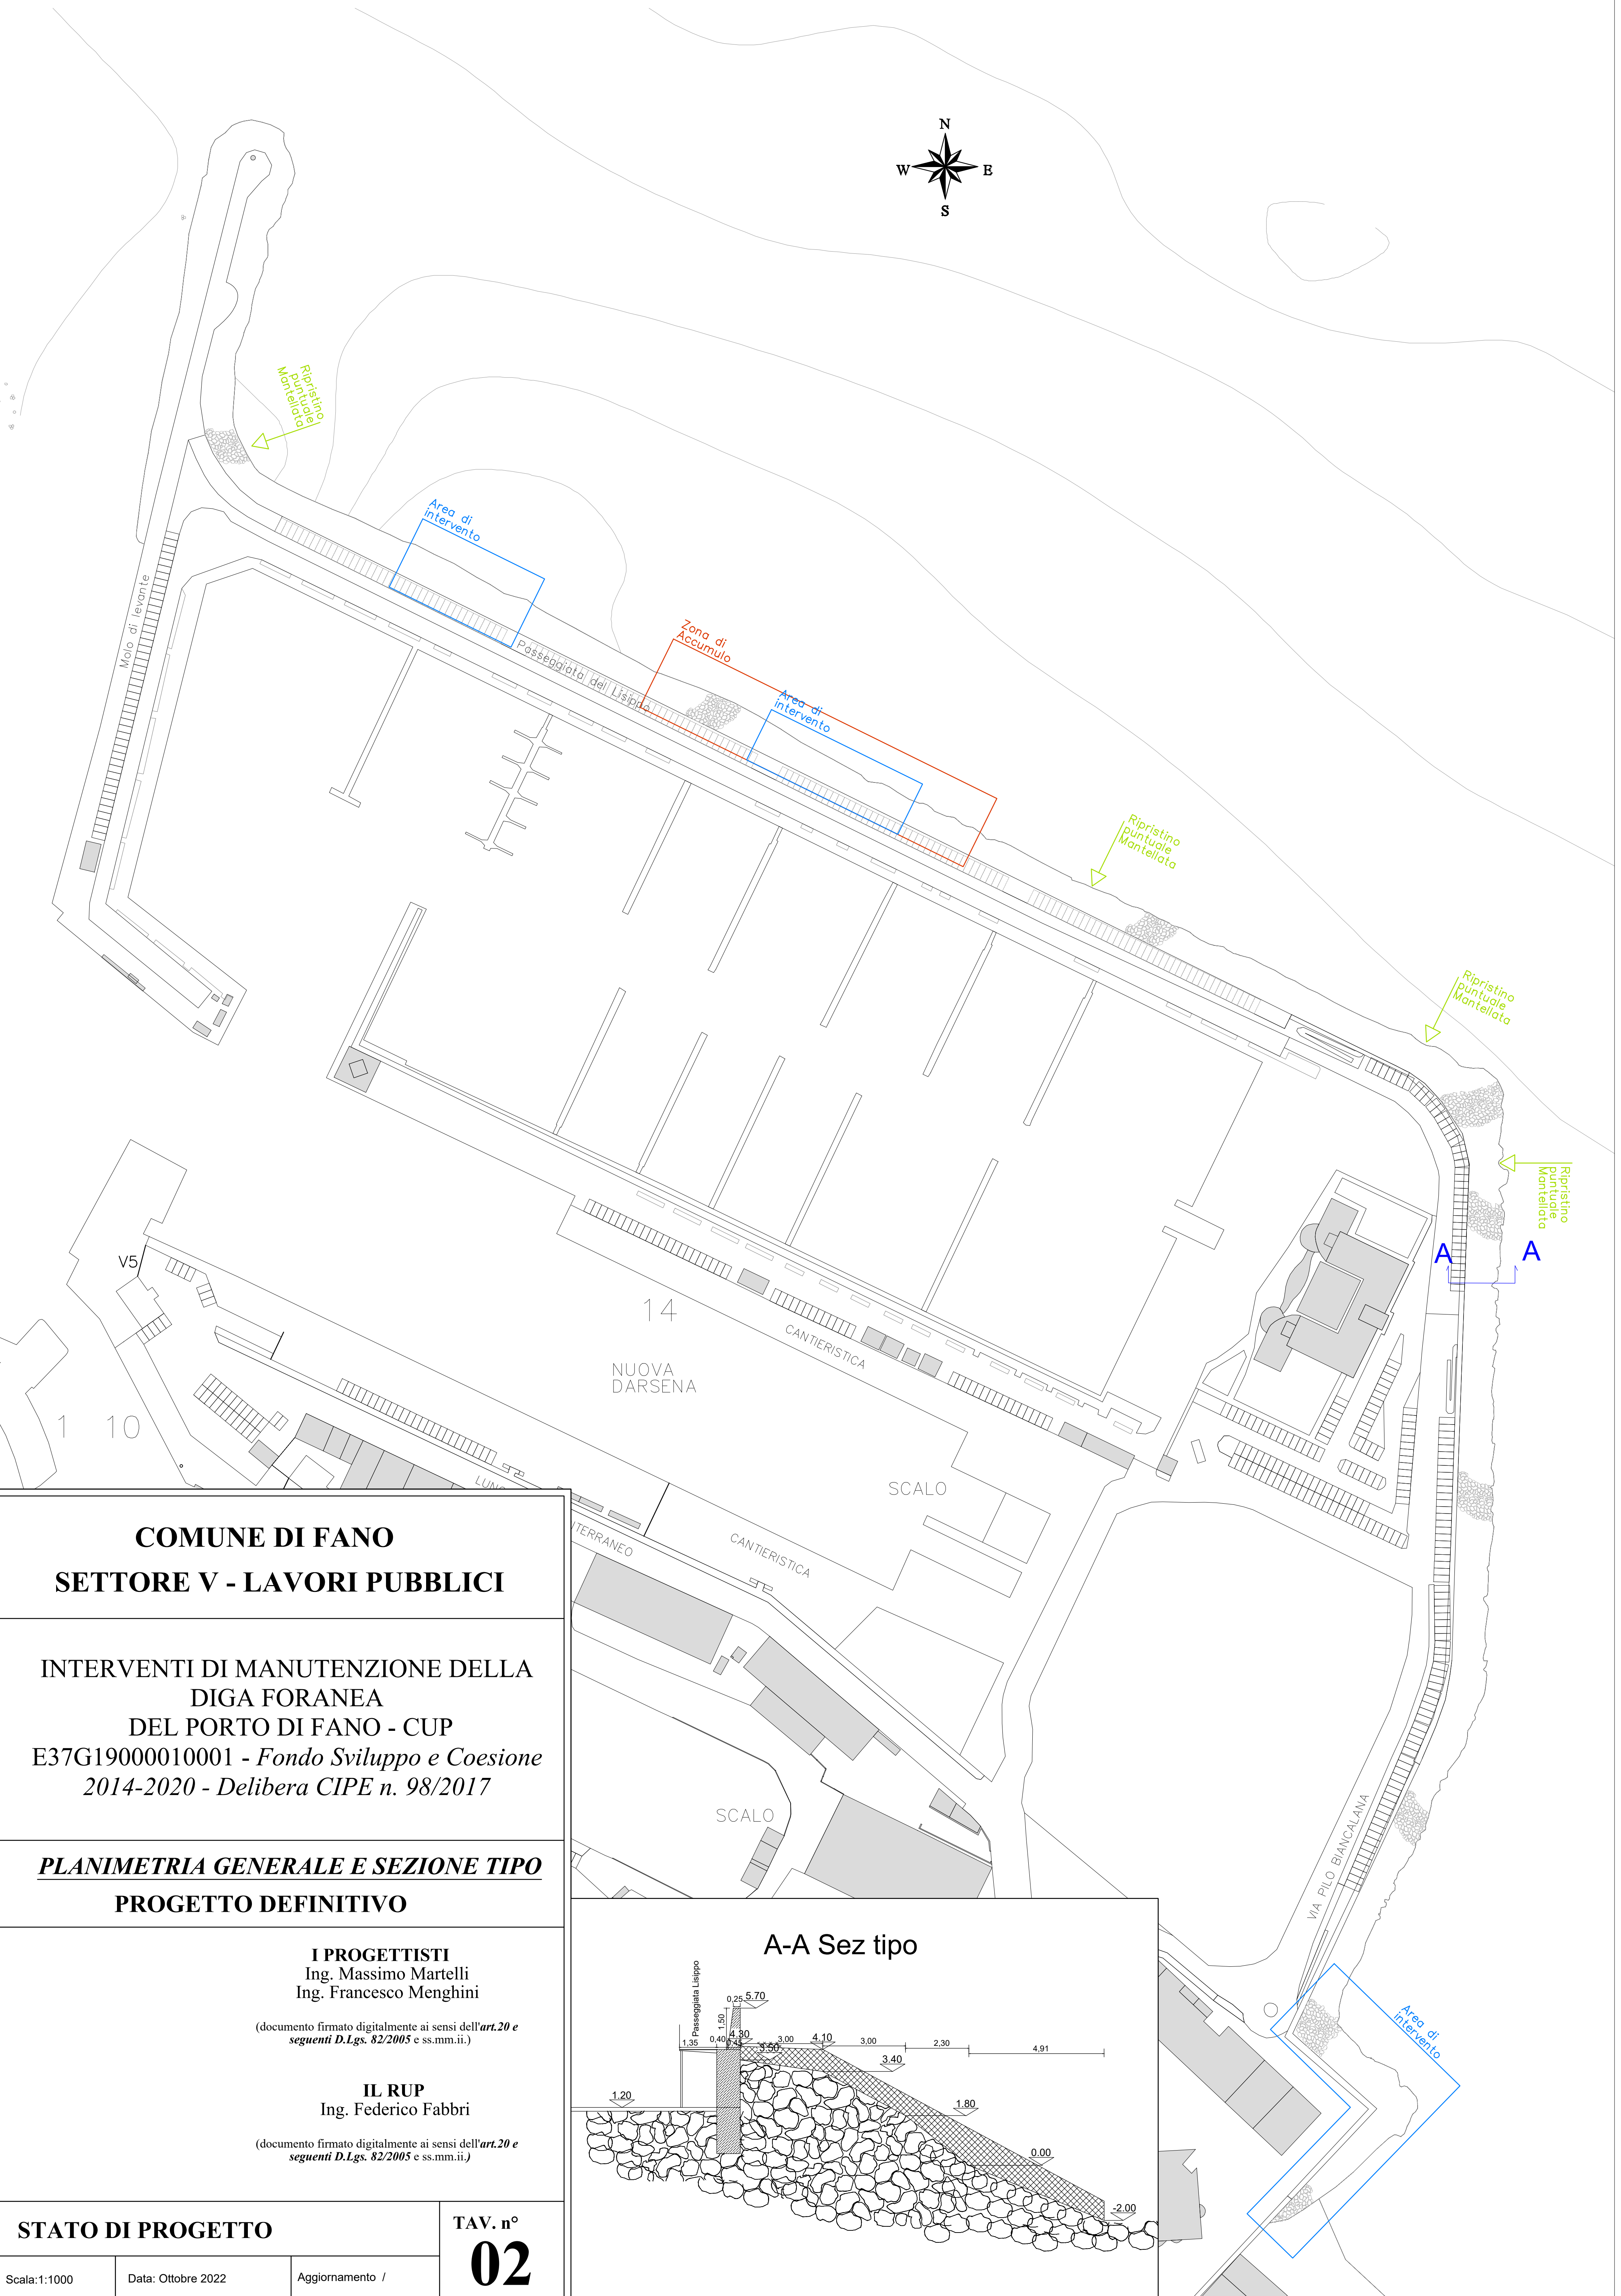 N
W
E
S
Ripristino
puntuale
Mantellata
Area di
intervento
Molo di levante
Passeggiata del Lisippo
Zona di
Accumulo
Area di
intervento
Ripristino
puntuale
Mantellata
Ripristino
puntuale
Mantellata
Ripristino
puntuale
Mantellata
A
A
V5
14
CANTIERISTICA
NUOVA
DARSENA
1
10
SCALO
LUNG
ITERRANEO
CANTIERISTICA
SCALO
VIA PILO BIANCALANA
Area di
intervento
COMUNE DI FANO
SETTORE V - LAVORI PUBBLICI
INTERVENTI DI MANUTENZIONE DELLA
DIGA FORANEA
DEL PORTO DI FANO - CUP
E37G19000010001 - Fondo Sviluppo e Coesione
2014-2020 - Delibera CIPE n. 98/2017
PLANIMETRIA GENERALE E SEZIONE TIPO
PROGETTO DEFINITIVO
I PROGETTISTI
Ing. Massimo Martelli
Ing. Francesco Menghini
(documento firmato digitalmente ai sensi dell'art.20 e
seguenti D.Lgs. 82/2005 e ss.mm.ii.)
IL RUP
Ing. Federico Fabbri
(documento firmato digitalmente ai sensi dell'art.20 e
seguenti D.Lgs. 82/2005 e ss.mm.ii.)
STATO DI PROGETTO
TAV. n°
02
Scala:1:1000
Data: Ottobre 2022
Aggiornamento /
A-A Sez tipo
Passeggiata Lisippo
0,25
5.70
1.50
1,35
0,40
4.30
0,45
3.50
3,00
4.10
3,00
2,30
4,91
3.40
1.20
1.80
0.00
-2.00